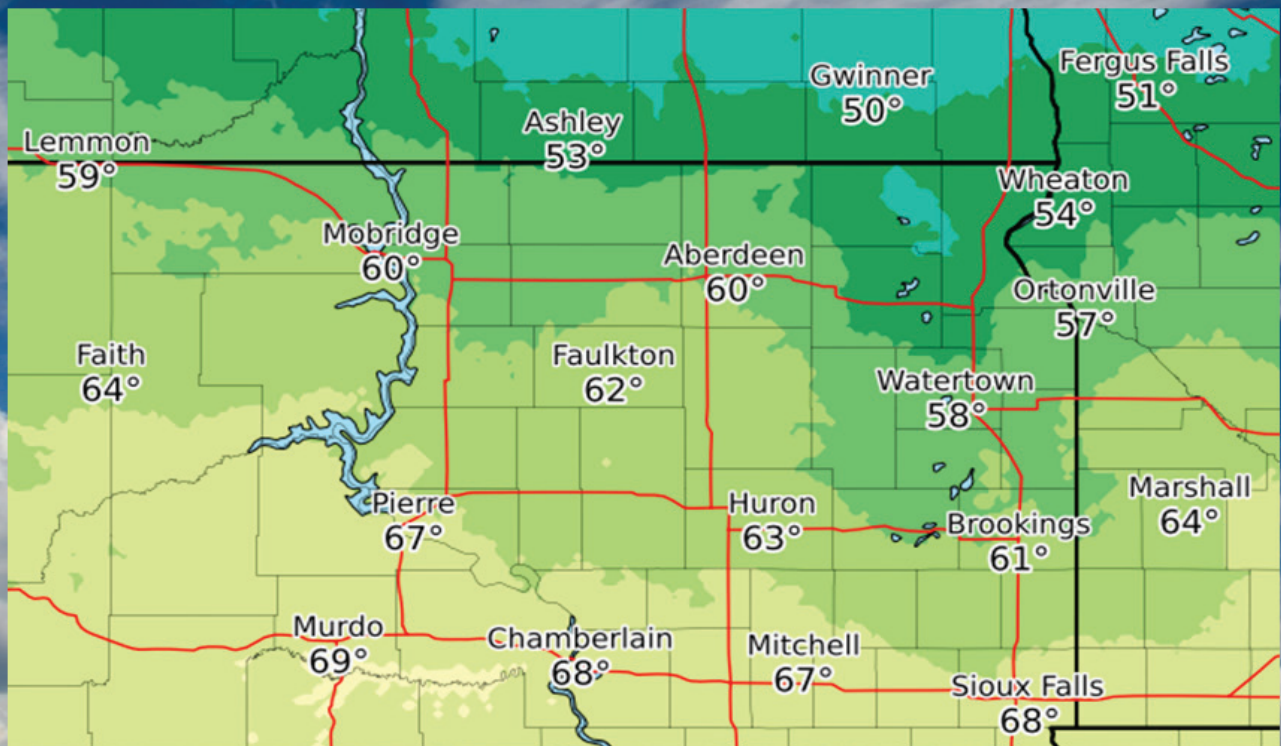 Fergus Falls
51°
Gwinner
50°
Ashley
53°
Lemmon
59°
Wheaton
54°
Mobridge
60°
Aberdeen
60°
Ortonville
57°
Faith
64°
Faulkton
62°
Watertown
58°
Marshall
64°
Pierre
67°
Huron
63°
Brookings
61°
Murdo
69°
Chamberlain
68°
Mitchell
67°
Sioux Falls
68°